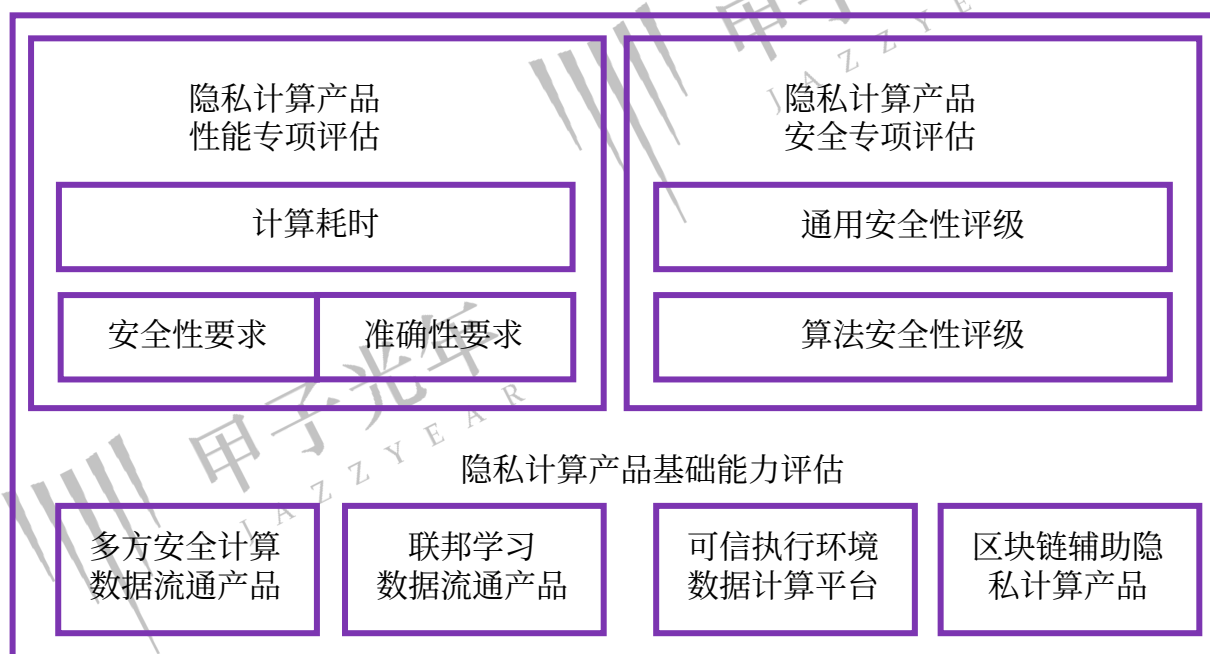 隐私计算产品
性能专项评估
计算耗时
安全性要求
准确性要求
隐私计算产品
安全专项评估
通用安全性评级
算法安全性评级
隐私计算产品基础能力评估
多方安全计算
数据流通产品
联邦学习
数据流通产品
可信执行环境
数据计算平台
区块链辅助隐
私计算产品
甲子光年
JAZZYEAR
甲子
JAZZYE